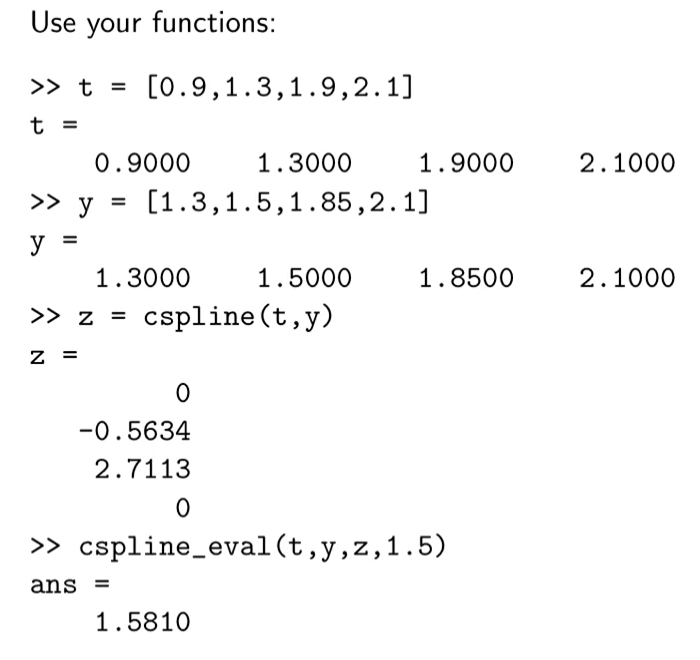 Use your functions:
>> t = [0.9,1.3,1.9,2.1]
t =
0.9000 1.3000 1.9000 2.1000
>> y = [1.3,1.5,1.85,2.1]
y =
1.3000 1.5000 1.8500 2.1000
>> z = cspline(t,y)
z =
0
-0.5634
2.7113
0
>> cspline_eval(t,y,z,1.5)
ans =
1.5810